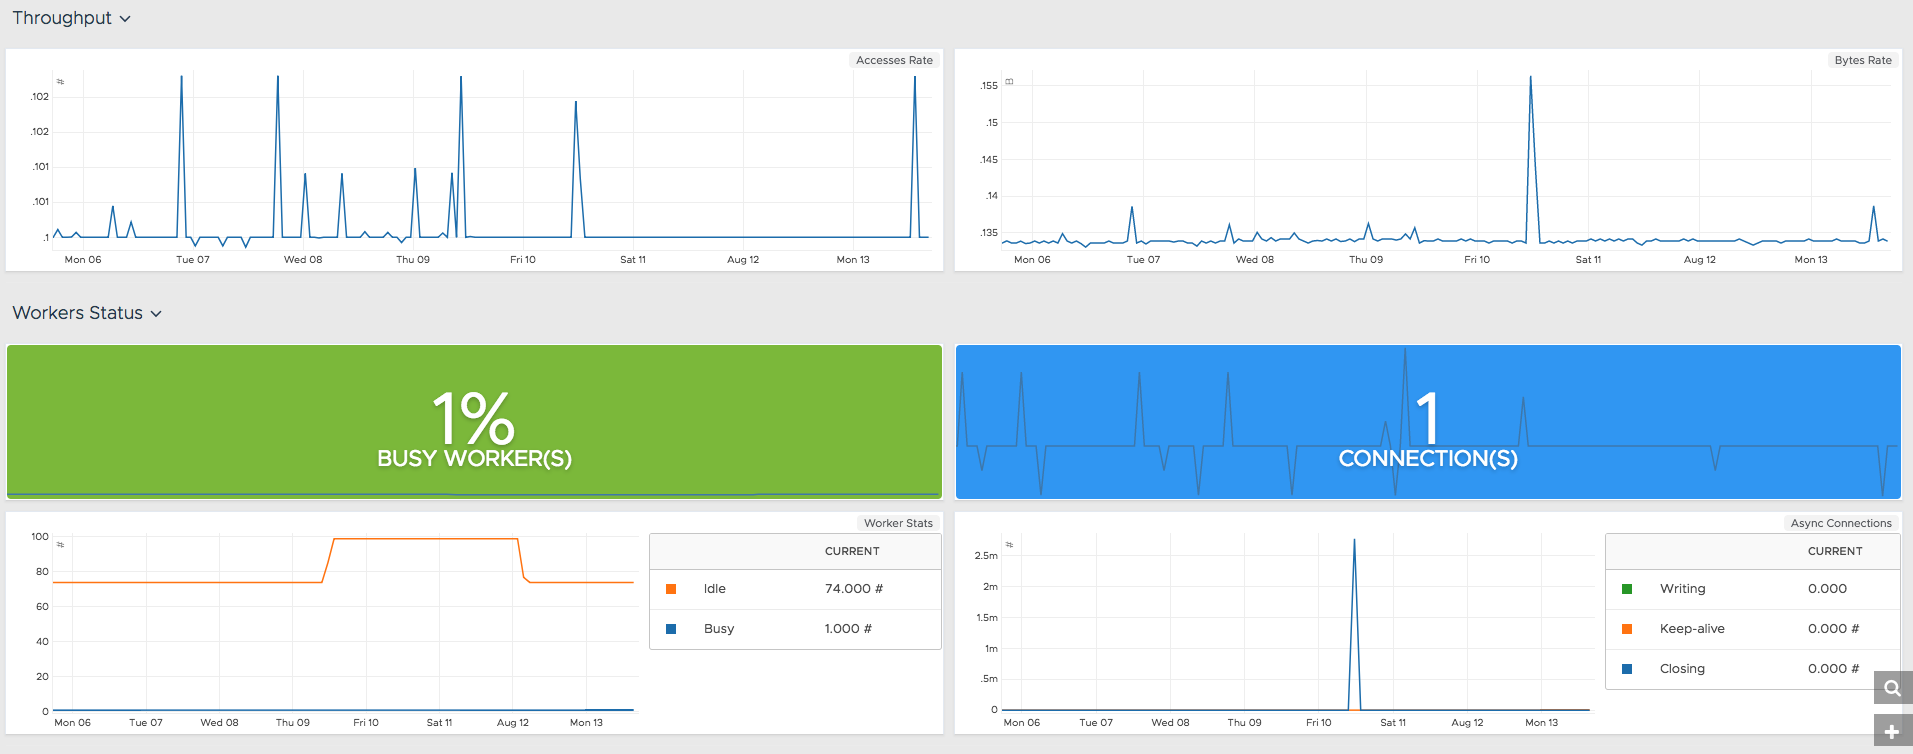 Throughput
Accesses Rate
#
.102
.102
.101
.101
.1
Mon 06 Tue 07 Wed 08 Thu 09 Fri 10 Sat 11 Aug 12 Mon 13
Bytes Rate
B
.155
.15
.145
.14
.135
Mon 06 Tue 07 Wed 08 Thu 09 Fri 10 Sat 11 Aug 12 Mon 13
Workers Status
1%
BUSY WORKER(S)
1
CONNECTION(S)
Worker Stats
#
100
80
60
40
20
0
Mon 06 Tue 07 Wed 08 Thu 09 Fri 10 Sat 11 Aug 12 Mon 13
CURRENT
Idle 74.000 #
Busy 1.000 #
Async Connections
#
2.5m
2m
1.5m
1m
.5m
0
Mon 06 Tue 07 Wed 08 Thu 09 Fri 10 Sat 11 Aug 12 Mon 13
CURRENT
Writing 0.000
Keep-alive 0.000 #
Closing 0.000 #